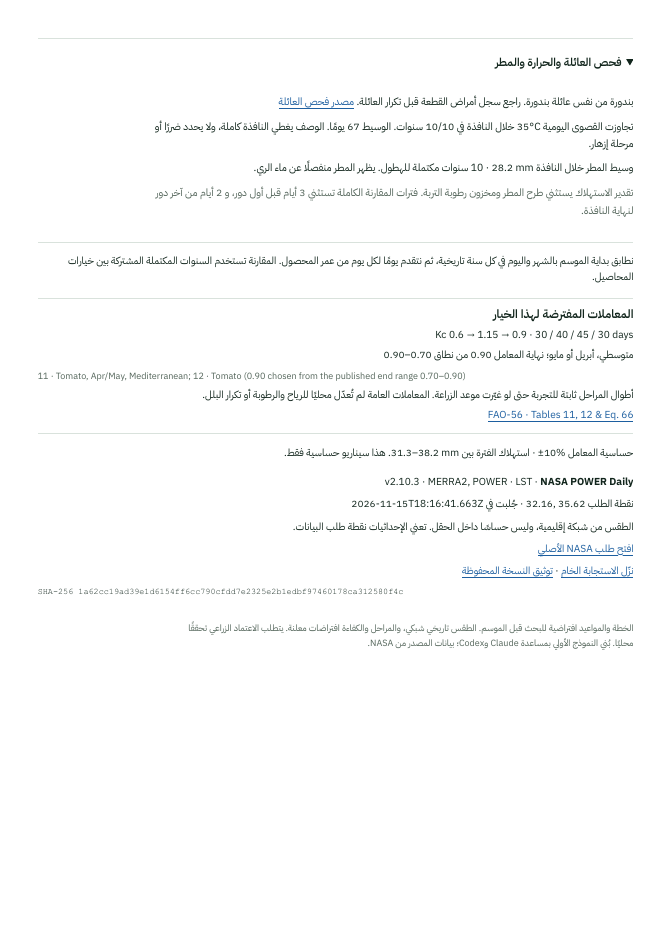 ▼ فحص العائلة والحرارة والمطر
بندورة من نفس عائلة بندورة. راجع سجل أمراض القطعة قبل تكرار العائلة. مصدر فحص العائلة
تجاوزت القصوى اليومية 35°C خلال النافذة في 10/10 سنوات. الوسيط 67 يومًا. الوصف يغطي النافذة كاملة، ولا يحدد ضررًا أو
مرحلة إزهار.
وسيط المطر خلال النافذة 28.2 mm · 10 سنوات مكتملة للهطول. يظهر المطر منفصلًا عن ماء الري.
تقدير الاستهلاك يستثني طرح المطر ومخزون رطوبة التربة. فترات المقارنة الكاملة تستثني 3 أيام قبل أول دور، و 2 أيام من آخر دور
لنهاية النافذة.
نطابق بداية الموسم بالشهر واليوم في كل سنة تاريخية، ثم نتقدم يومًا لكل يوم من عمر المحصول. المقارنة تستخدم السنوات المكتملة المشتركة بين خيارات
المحاصيل.
المعاملات المفترضة لهذا الخيار
Kc 0.6 → 1.15 → 0.9 · 30 / 40 / 45 / 30 days
متوسطي، أبريل أو مايو؛ نهاية المعامل 0.90 من نطاق 0.70–0.90
11 · Tomato, Apr/May, Mediterranean; 12 · Tomato (0.90 chosen from the published end range 0.70–0.90)
أطوال المراحل ثابتة للتجربة حتى لو غيّرت موعد الزراعة. المعاملات العامة لم تُعدّل محليًا للرياح والرطوبة أو تكرار البلل.
FAO-56 · Tables 11, 12 & Eq. 66
حساسية المعامل ±10% · استهلاك الفترة بين 31.3–38.2 mm. هذا سيناريو حساسية فقط.
NASA POWER Daily · v2.10.3 · MERRA2, POWER · LST
نقطة الطلب 32.16, 35.62 · جُلبت في 2026-11-15T18:16:41.663Z
الطقس من شبكة إقليمية، وليس حساسًا داخل الحقل. تعني الإحداثيات نقطة طلب البيانات.
افتح طلب NASA الأصلي
نزّل الاستجابة الخام · توثيق النسخة المحفوظة
SHA-256 1a62cc19ad39e1d6154ff6cc790cfdd7e2325e2b1edbf97460178ca312580f4c
الخطة والمواعيد افتراضية للبحث قبل الموسم. الطقس تاريخي شبكي، والمراحل والكفاءة افتراضات معلنة. يتطلب الاعتماد الزراعي تحققًا
محليًا. بُني النموذج الأولي بمساعدة Claude وCodex؛ بيانات المصدر من NASA.